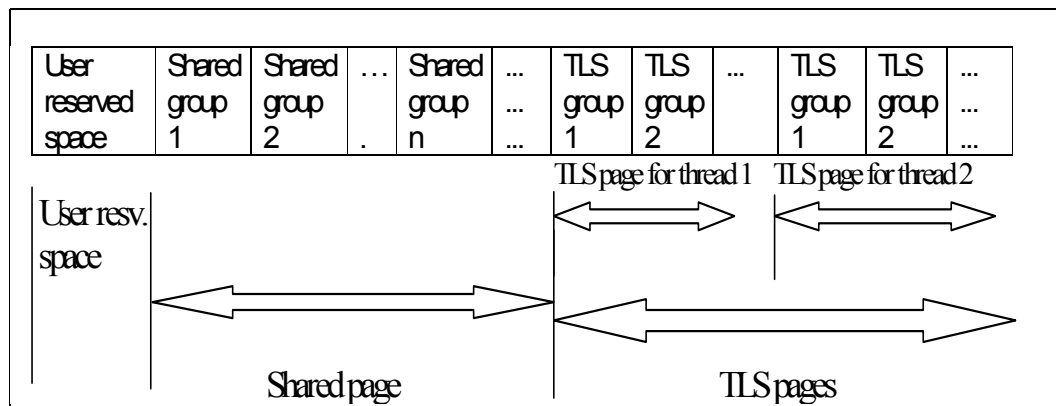 User Shared Shared ... Shared ... TLS TLS ... TLS TLS ...
reserved group group group ... group group group group ...
space 1 2 . n ... 1 2 1 2 ...
TLS page for thread 1 TLS page for thread 2
User resv.
space
Shared page TLS pages